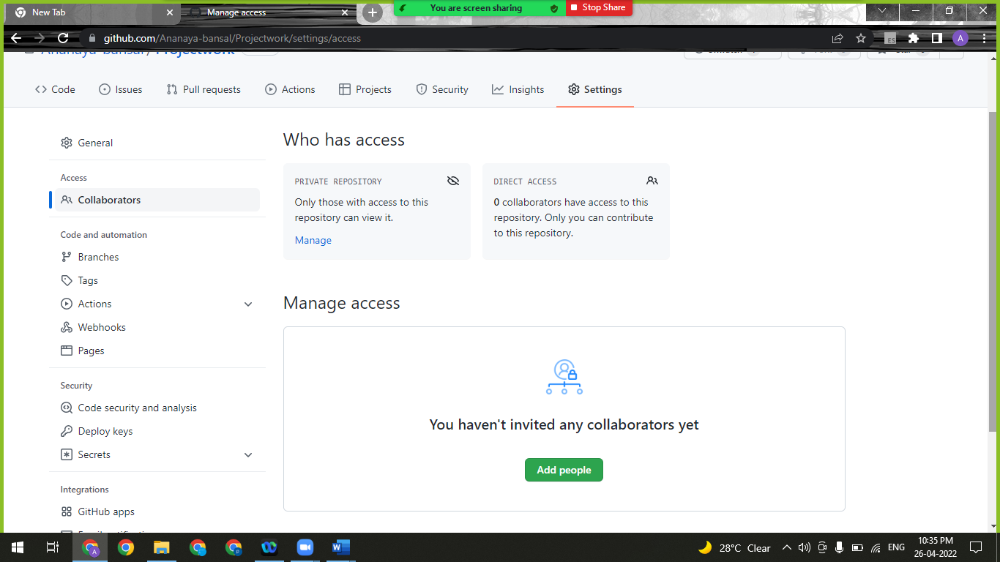 New Tab
Manage access
You are screen sharing
Stop Share
github.com/Ananaya-bansal/Projectwork/settings/access
ES
A
Ananaya-bansal / Projectwork
Code
Issues
Pull requests
Actions
Projects
Security
Insights
Settings
General
Access
Collaborators
Code and automation
Branches
Tags
Actions
Webhooks
Pages
Security
Code security and analysis
Deploy keys
Secrets
Integrations
GitHub apps
Who has access
PRIVATE REPOSITORY
Only those with access to this
repository can view it.
Manage
DIRECT ACCESS
0 collaborators have access to this
repository. Only you can contribute
to this repository.
Manage access
You haven't invited any collaborators yet
Add people
28°C Clear
ENG
10:35 PM
26-04-2022